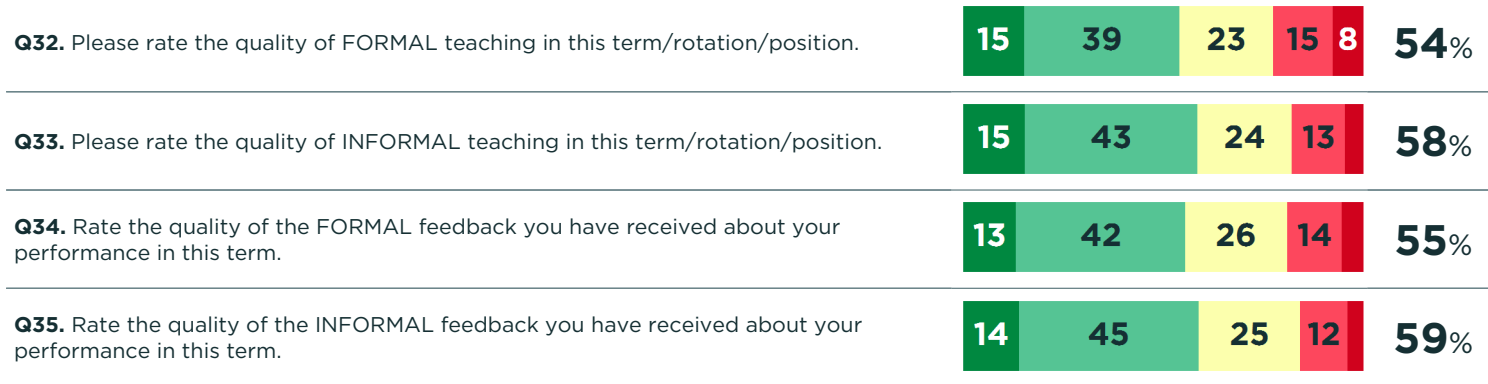 Q32. Please rate the quality of FORMAL teaching in this term/rotation/position. 15 39 23 15 8 54%
Q33. Please rate the quality of INFORMAL teaching in this term/rotation/position. 15 43 24 13 58%
Q34. Rate the quality of the FORMAL feedback you have received about your
performance in this term. 13 42 26 14 55%
Q35. Rate the quality of the INFORMAL feedback you have received about your
performance in this term. 14 45 25 12 59%